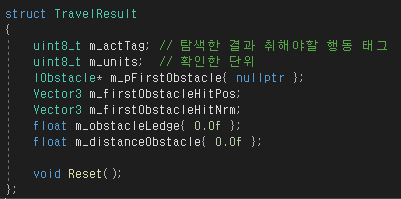 struct TravelResult
{
uint8_t m_actTag; // 탐색한 결과 취해야할 행동 태그
uint8_t m_units;  // 확인한 단위
IObstacle* m_pFirstObstacle{ nullptr };
Vector3 m_firstObstacleHitPos;
Vector3 m_firstObstacleHitNrm;
float m_obstacleLedge{ 0.0f };
float m_distanceObstacle{ 0.0f };
void Reset();
};